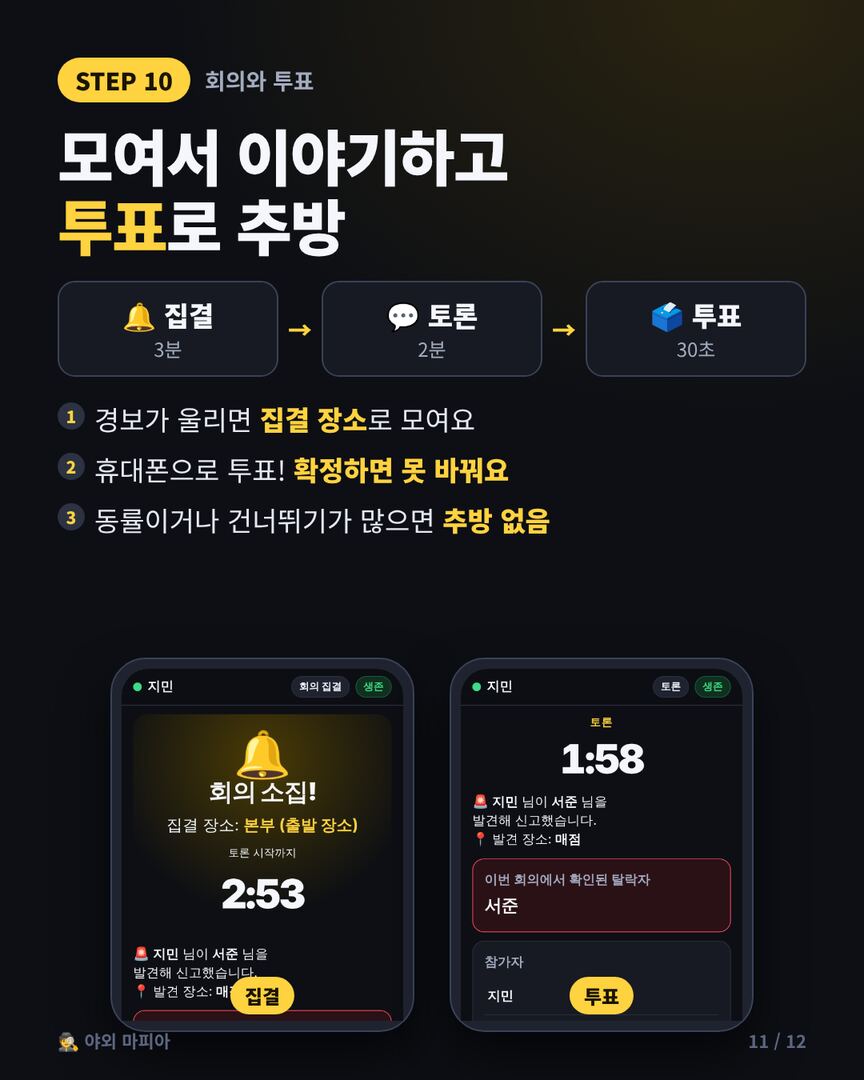 STEP 10 회의와 투표
모여서 이야기하고
투표로 추방
🔔 집결
3분
→
💬 토론
2분
→
🗳️ 투표
30초
1 경보가 울리면 집결 장소로 모여요
2 휴대폰으로 투표! 확정하면 못 바꿔요
3 동률이거나 건너뛰기가 많으면 추방 없음
지민 회의 집결 생존
회의 소집!
집결 장소: 본부 (출발 장소)
토론 시작까지
2:53
🚨 지민 님이 서준 님을
발견해 신고했습니다.
📍 발견 장소:
집결
지민 토론 생존
토론
1:58
🚨 지민 님이 서준 님을
발견해 신고했습니다.
📍 발견 장소: 매점
이번 회의에서 확인된 탈락자
서준
참가자
지민
투표
🕵️ 야외 마피아
11 / 12